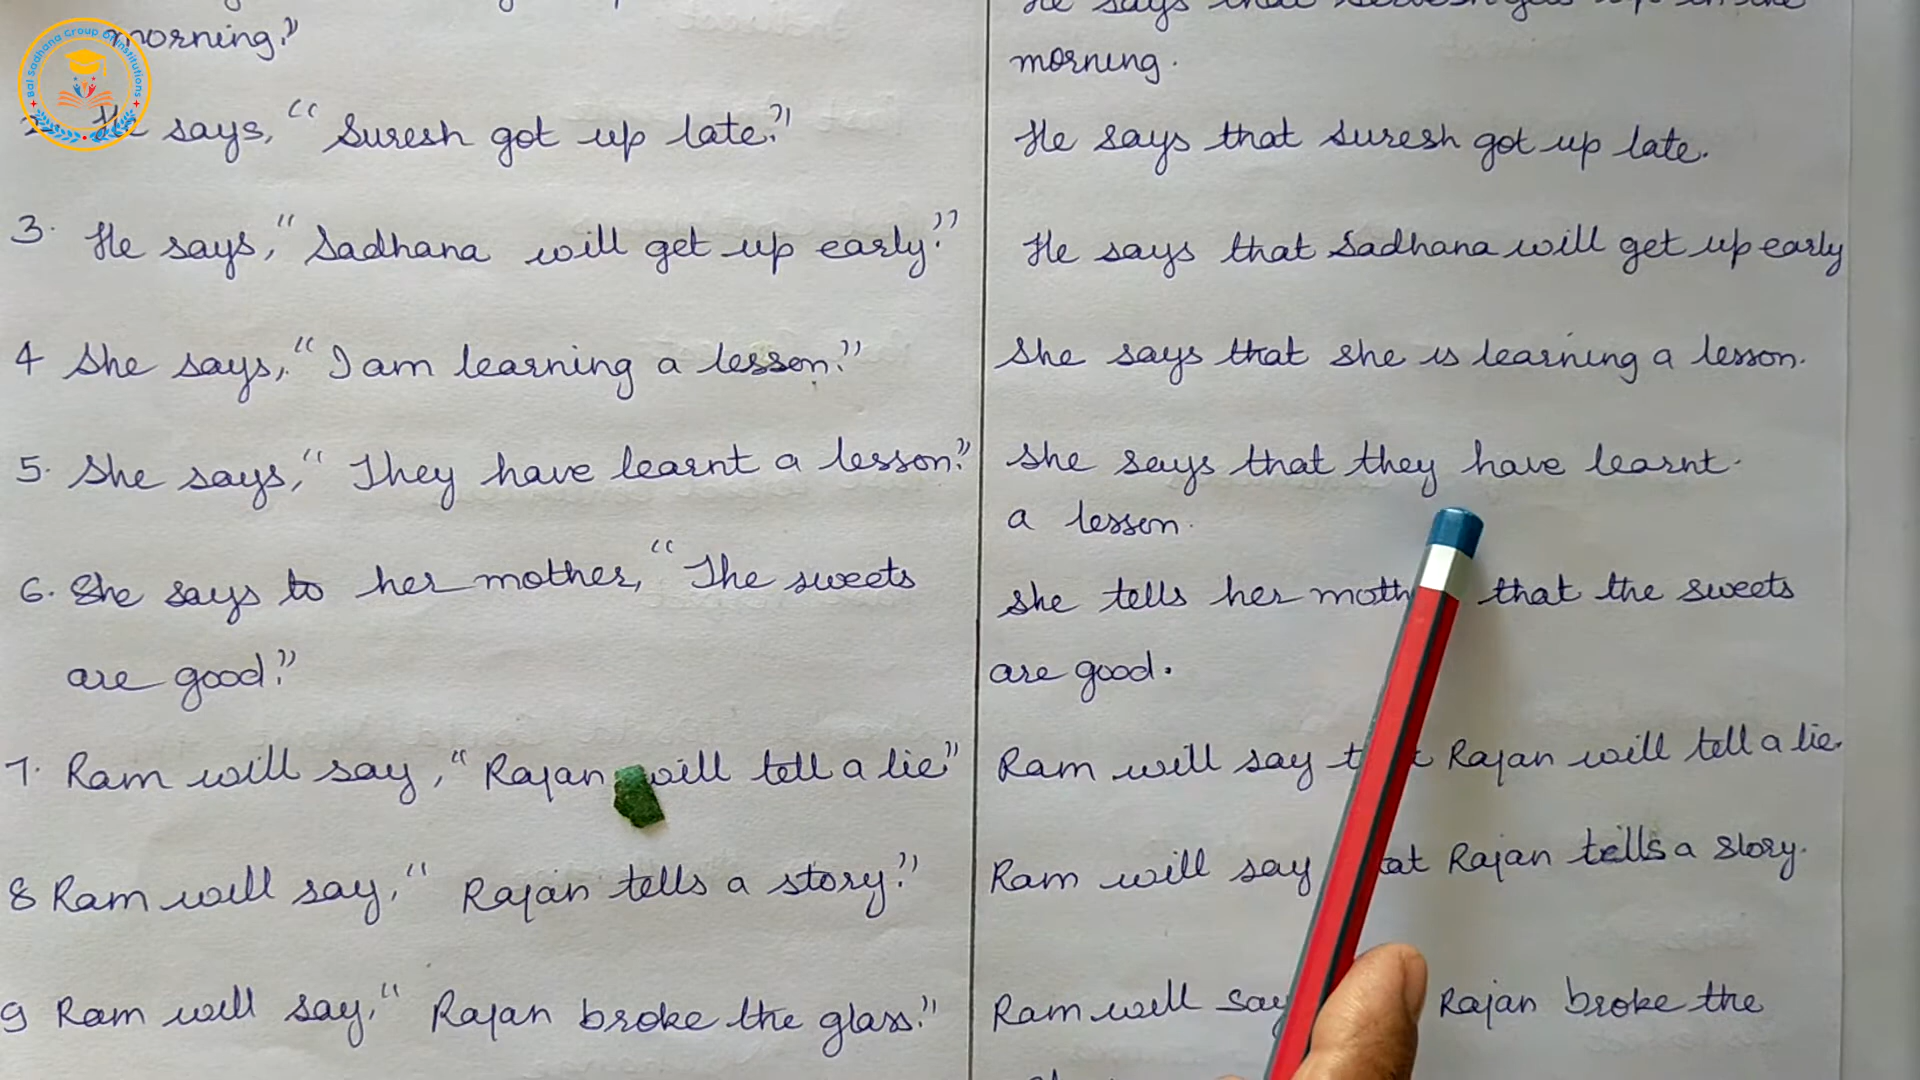 Bal Sadhana Group of Institutions
morning."
He says, "Suresh got up late."
3. He says, "Sadhana will get up early."
4 She says, "I am learning a lesson."
5. She says, "They have learnt a lesson."
6. She says to her mother, "The sweets
are good."
7. Ram will say, "Rajan will tell a lie"
8 Ram will say, "Rajan tells a story."
9 Ram will say, "Rajan broke the glass."
morning.
He says that Suresh got up late.
He says that Sadhana will get up early
She says that she is learning a lesson.
She says that they have learnt
a lesson.
She tells her that the sweets
are good.
Ram will say Rajan will tell a lie.
Ram will say Rajan tells a story.
Ram will say Rajan broke the